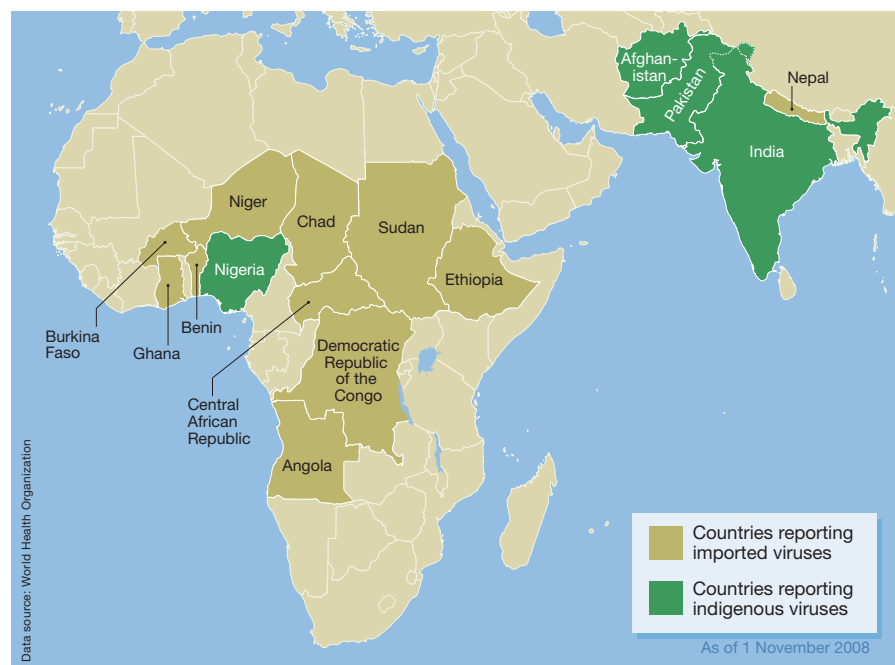 Afghan-
istan
Pakistan
Nepal
India
Niger
Chad
Sudan
Nigeria
Ethiopia
Burkina
Faso
Benin
Ghana
Democratic
Republic
of the
Congo
Central
African
Republic
Angola
Data source: World Health Organization
Countries reporting
imported viruses
Countries reporting
indigenous viruses
As of 1 November 2008